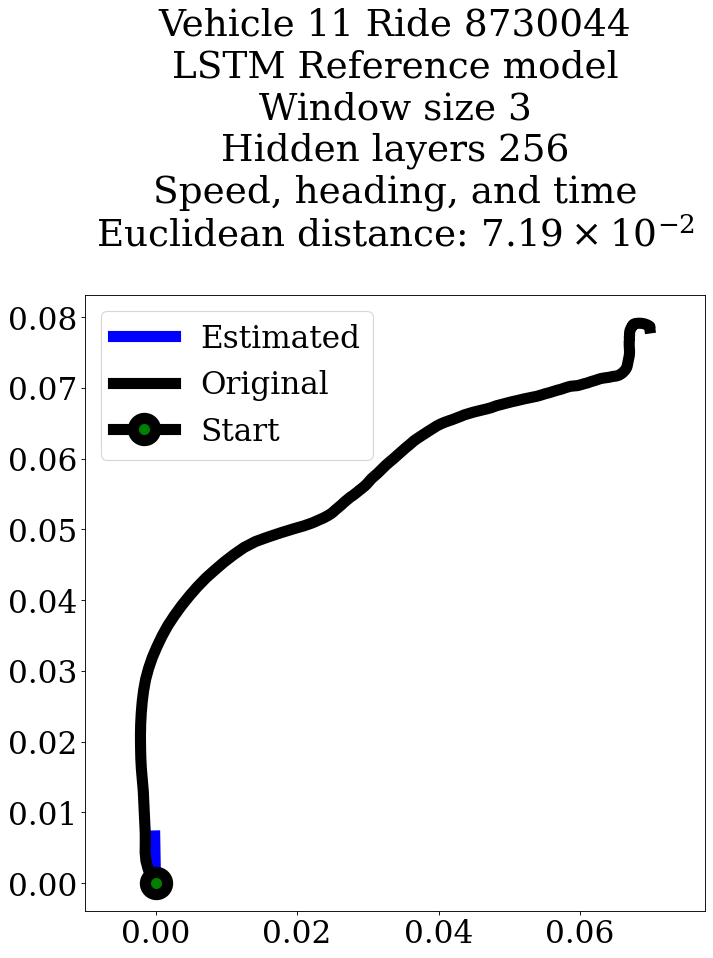 Vehicle 11 Ride 8730044
LSTM Reference model
Window size 3
Hidden layers 256
Speed, heading, and time
Euclidean distance: 7.19 × 10⁻²
Estimated
Original
Start
0.08
0.07
0.06
0.05
0.04
0.03
0.02
0.01
0.00
0.00 0.02 0.04 0.06